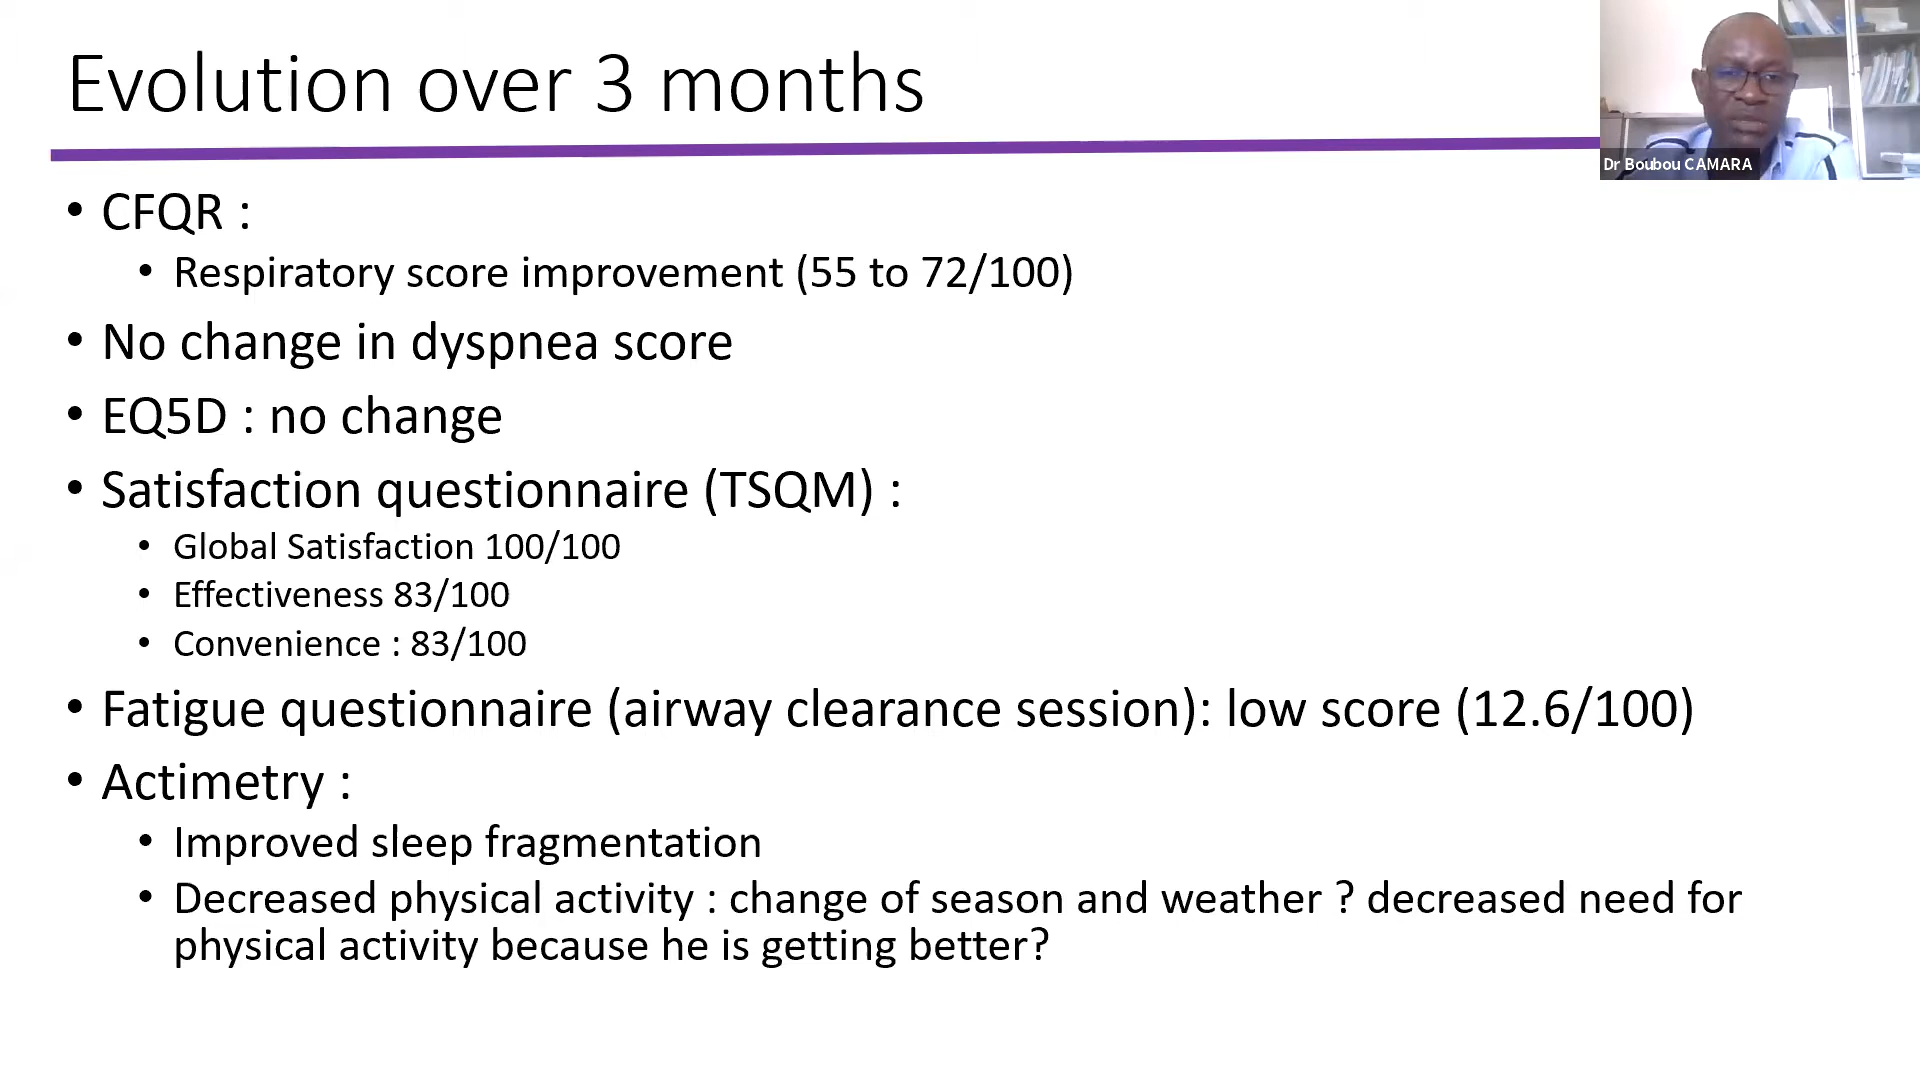 Evolution over 3 months
Dr Boubou CAMARA
• CFQR :
• Respiratory score improvement (55 to 72/100)
• No change in dyspnea score
• EQ5D : no change
• Satisfaction questionnaire (TSQM) :
• Global Satisfaction 100/100
• Effectiveness 83/100
• Convenience : 83/100
• Fatigue questionnaire (airway clearance session): low score (12.6/100)
• Actimetry :
• Improved sleep fragmentation
• Decreased physical activity : change of season and weather ? decreased need for
physical activity because he is getting better?